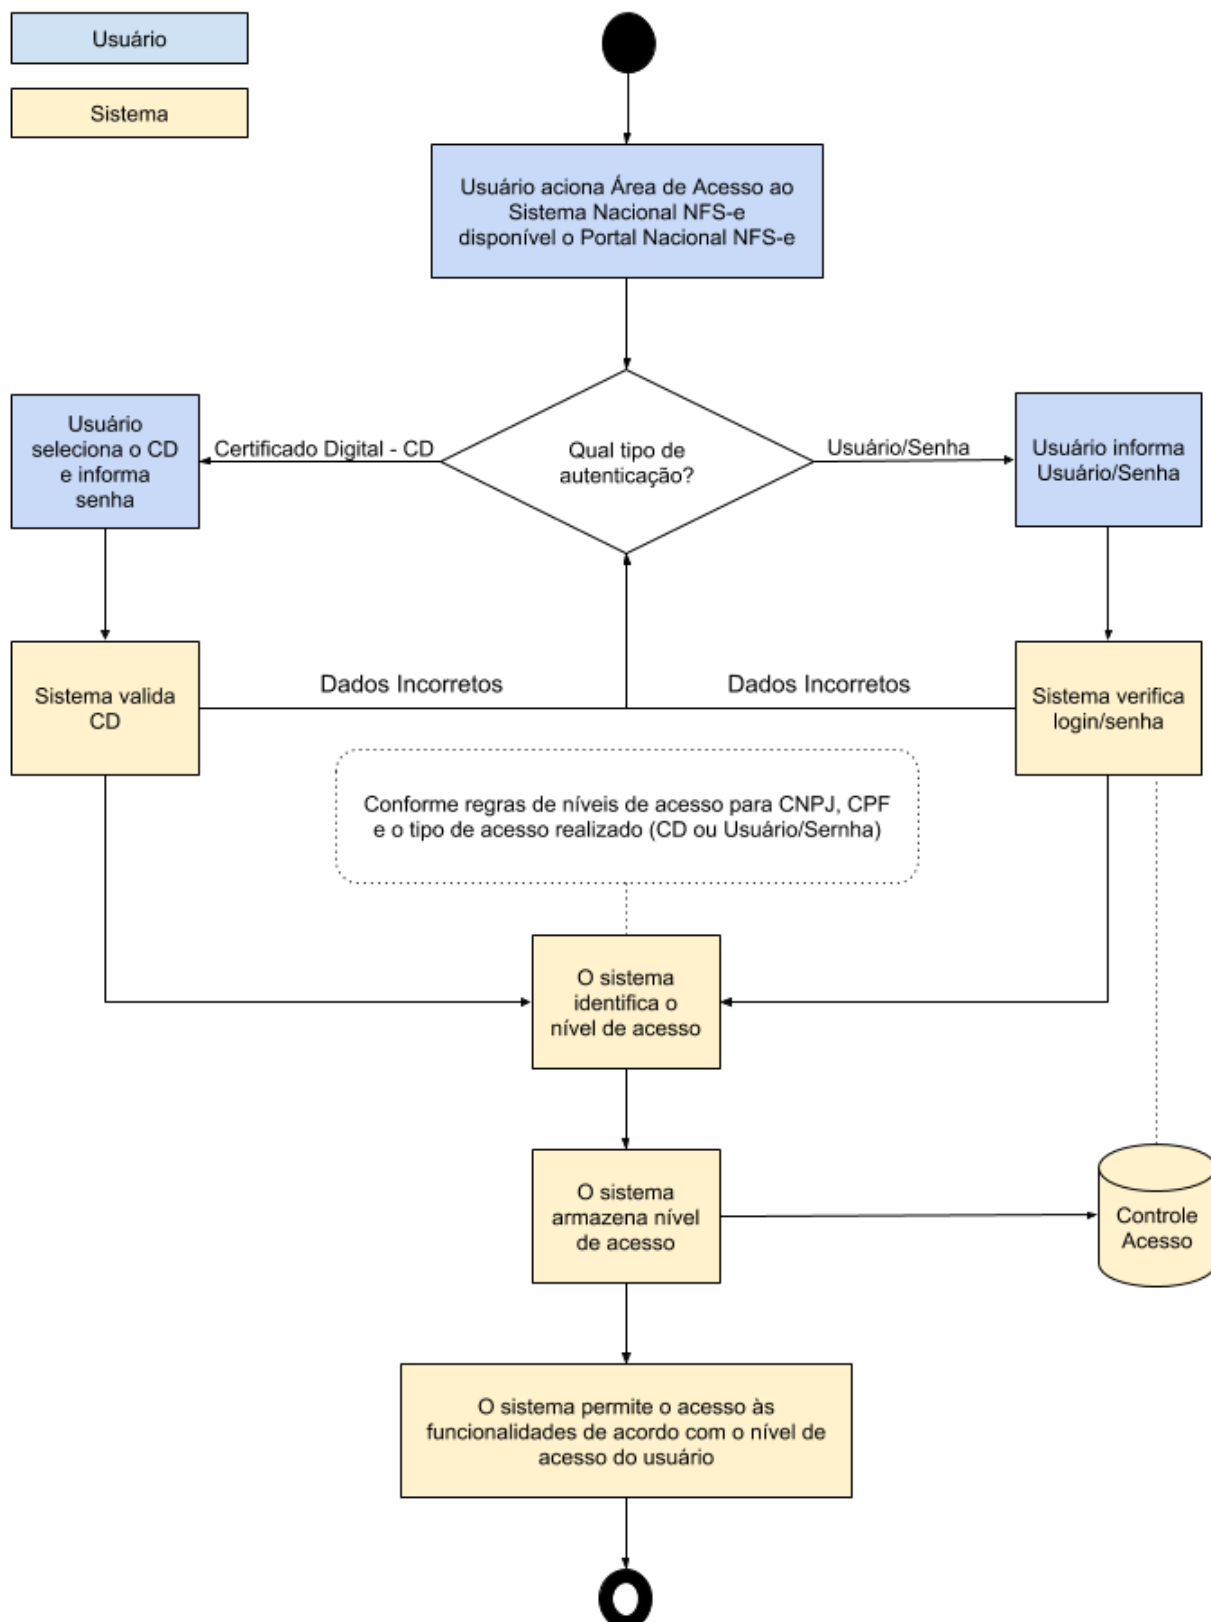 Usuário
Sistema
Usuário aciona Área de Acesso ao
Sistema Nacional NFS-e
disponível o Portal Nacional NFS-e
Usuário
seleciona o CD
e informa
senha
Certificado Digital - CD
Qual tipo de
autenticação?
Usuário/Senha
Usuário informa
Usuário/Senha
Sistema valida
CD
Dados Incorretos
Dados Incorretos
Sistema verifica
login/senha
Conforme regras de níveis de acesso para CNPJ, CPF
e o tipo de acesso realizado (CD ou Usuário/Sernha)
O sistema
identifica o
nível de acesso
O sistema
armazena nível
de acesso
Controle
Acesso
O sistema permite o acesso às
funcionalidades de acordo com o nível de
acesso do usuário